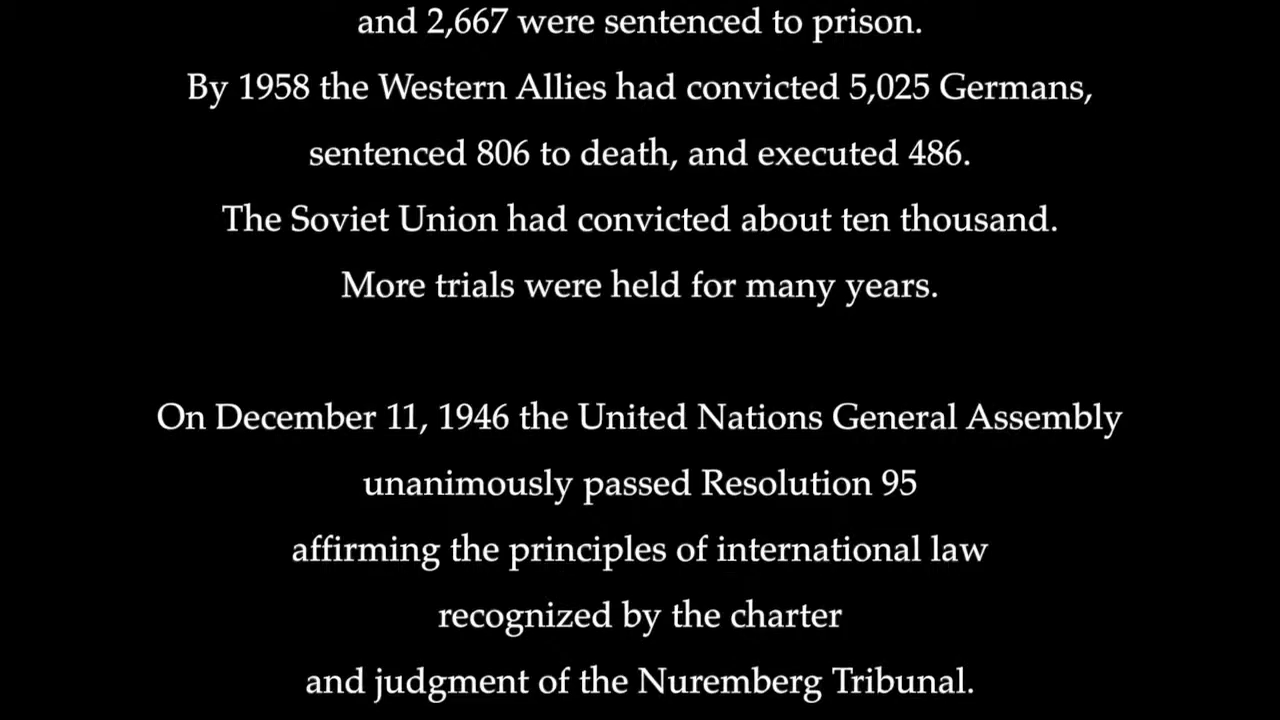 and 2,667 were sentenced to prison.
By 1958 the Western Allies had convicted 5,025 Germans,
sentenced 806 to death, and executed 486.
The Soviet Union had convicted about ten thousand.
More trials were held for many years.
On December 11, 1946 the United Nations General Assembly
unanimously passed Resolution 95
affirming the principles of international law
recognized by the charter
and judgment of the Nuremberg Tribunal.